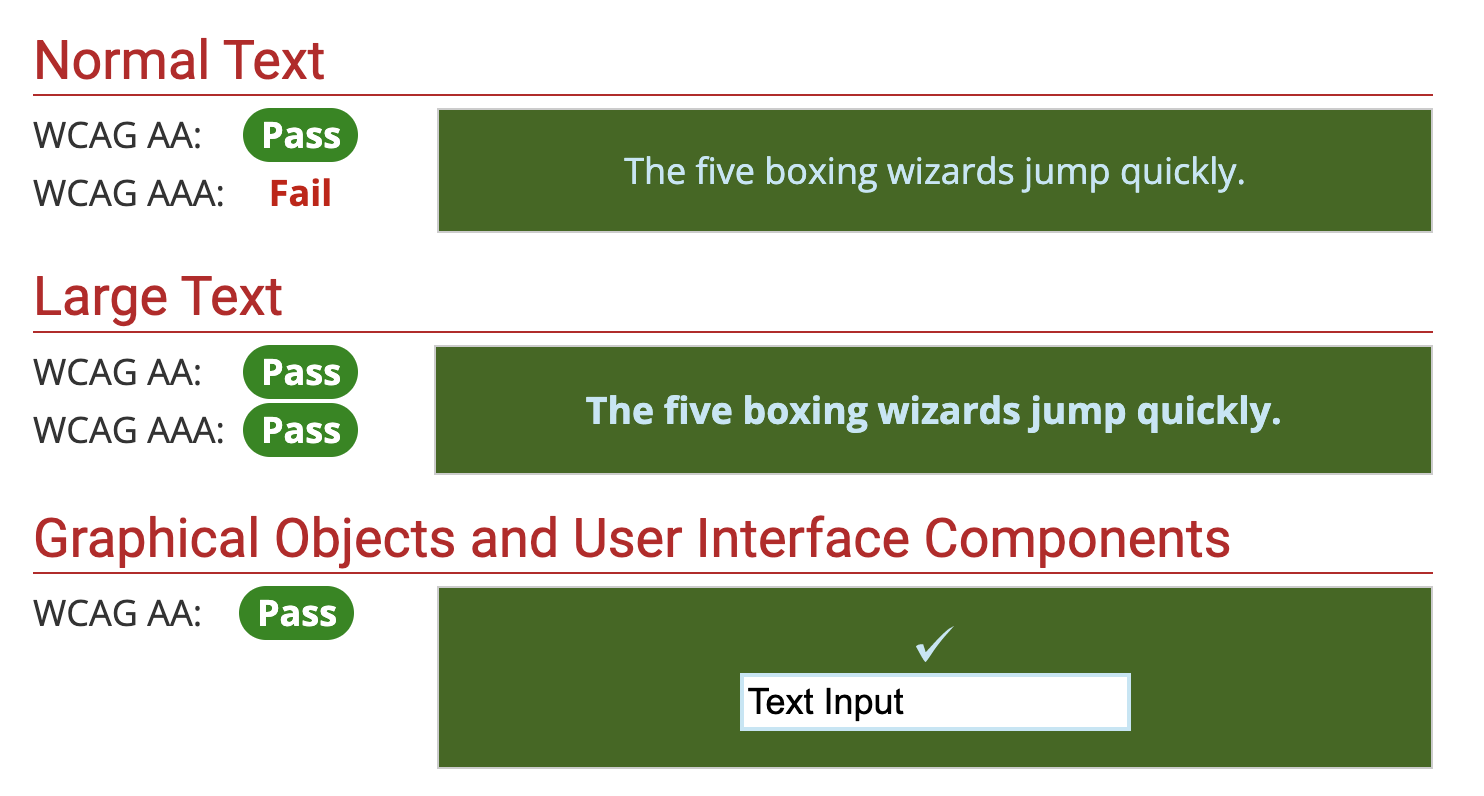 Normal Text
WCAG AA: Pass
WCAG AAA: Fail
The five boxing wizards jump quickly.
Large Text
WCAG AA: Pass
WCAG AAA: Pass
The five boxing wizards jump quickly.
Graphical Objects and User Interface Components
WCAG AA: Pass
✓
Text Input